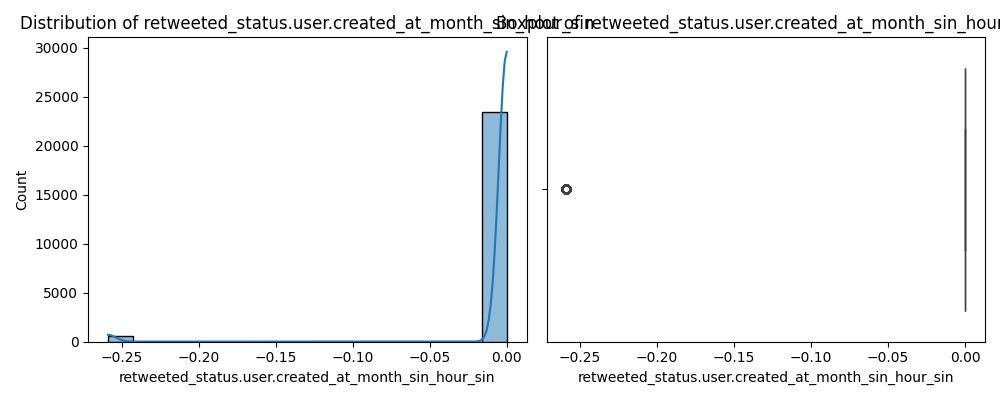 Distribution of retweeted_status.user.created_at_month_sin_hour_sin
Boxplot of retweeted_status.user.created_at_month_sin_hour
30000
25000
20000
15000
10000
5000
0
Count
−0.25 −0.20 −0.15 −0.10 −0.05 0.00
retweeted_status.user.created_at_month_sin_hour_sin
−0.25 −0.20 −0.15 −0.10 −0.05 0.00
retweeted_status.user.created_at_month_sin_hour_sin